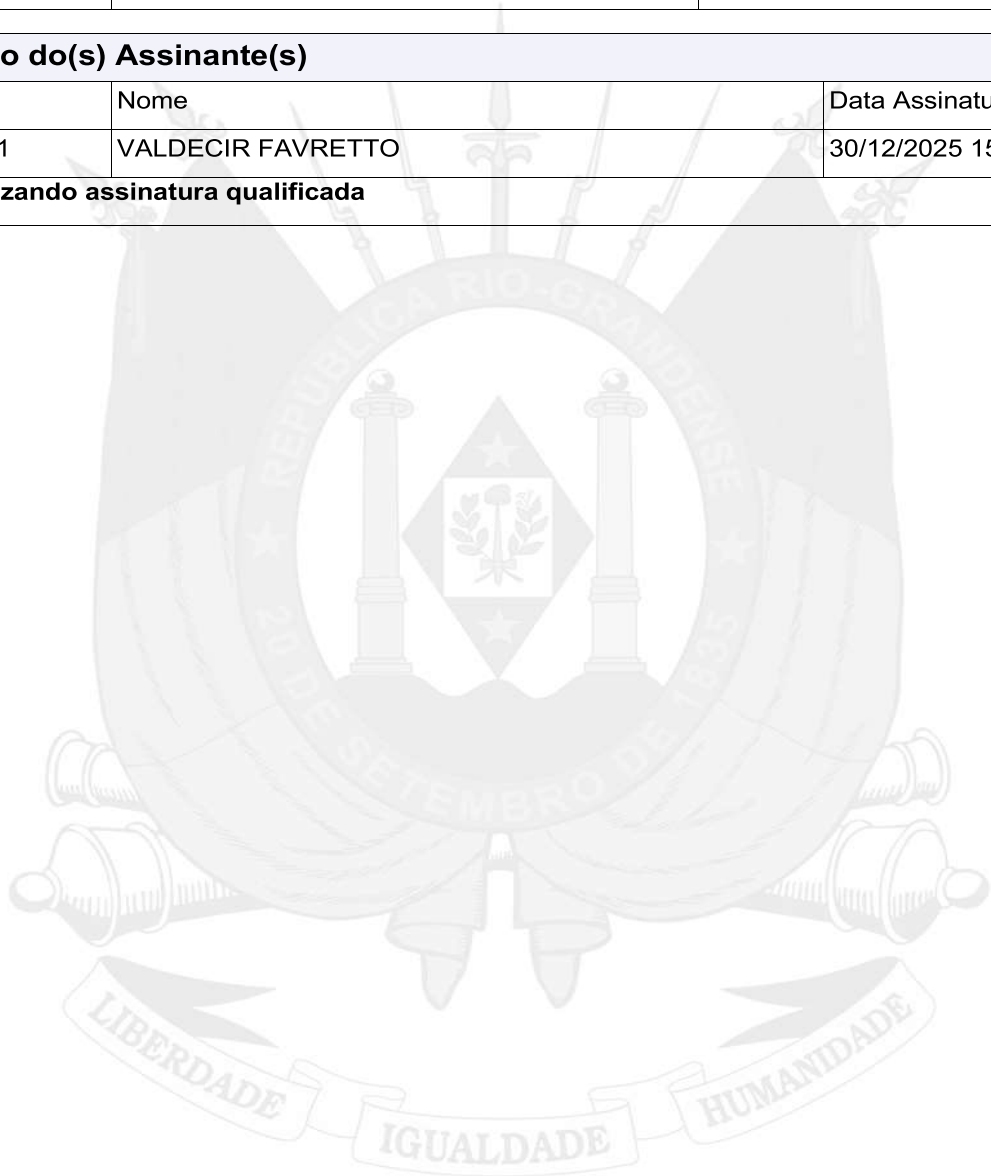 o do(s) Assinante(s)
Nome
Data Assinatu
1
VALDECIR FAVRETTO
30/12/2025 15
zando assinatura qualificada
REPÚBLICA RIO-GRANDENSE
20 DE SETEMBRO DE 1835
LIBERDADE
IGUALDADE
HUMANIDADE